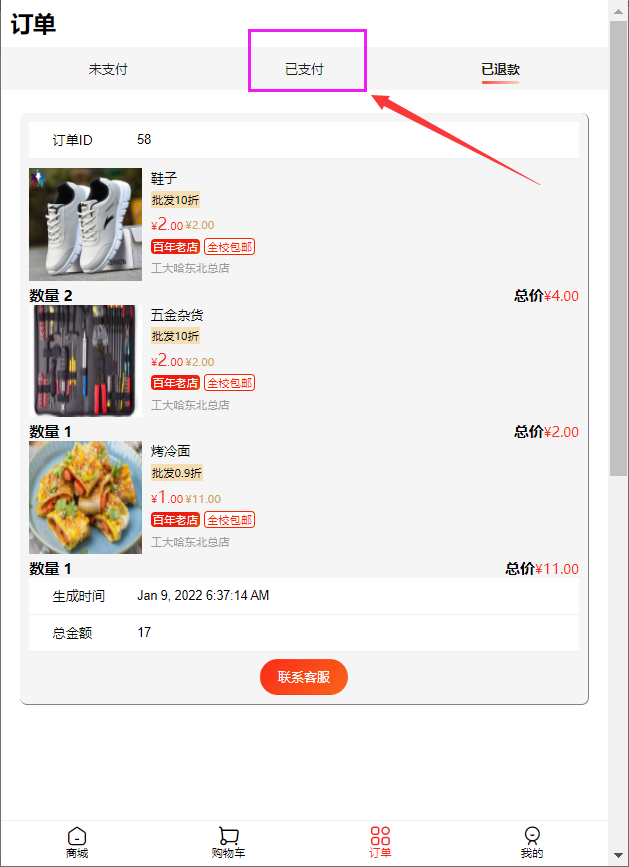 订单
未支付 已支付 已退款
订单ID 58
鞋子
批发10折
¥2.00 ¥2.00
百年老店 全校包邮
工大哈东北总店
数量 2 总价¥4.00
五金杂货
批发10折
¥2.00 ¥2.00
百年老店 全校包邮
工大哈东北总店
数量 1 总价¥2.00
烤冷面
批发0.9折
¥1.00 ¥11.00
百年老店 全校包邮
工大哈东北总店
数量 1 总价¥11.00
生成时间 Jan 9, 2022 6:37:14 AM
总金额 17
联系客服
商城 购物车 订单 我的